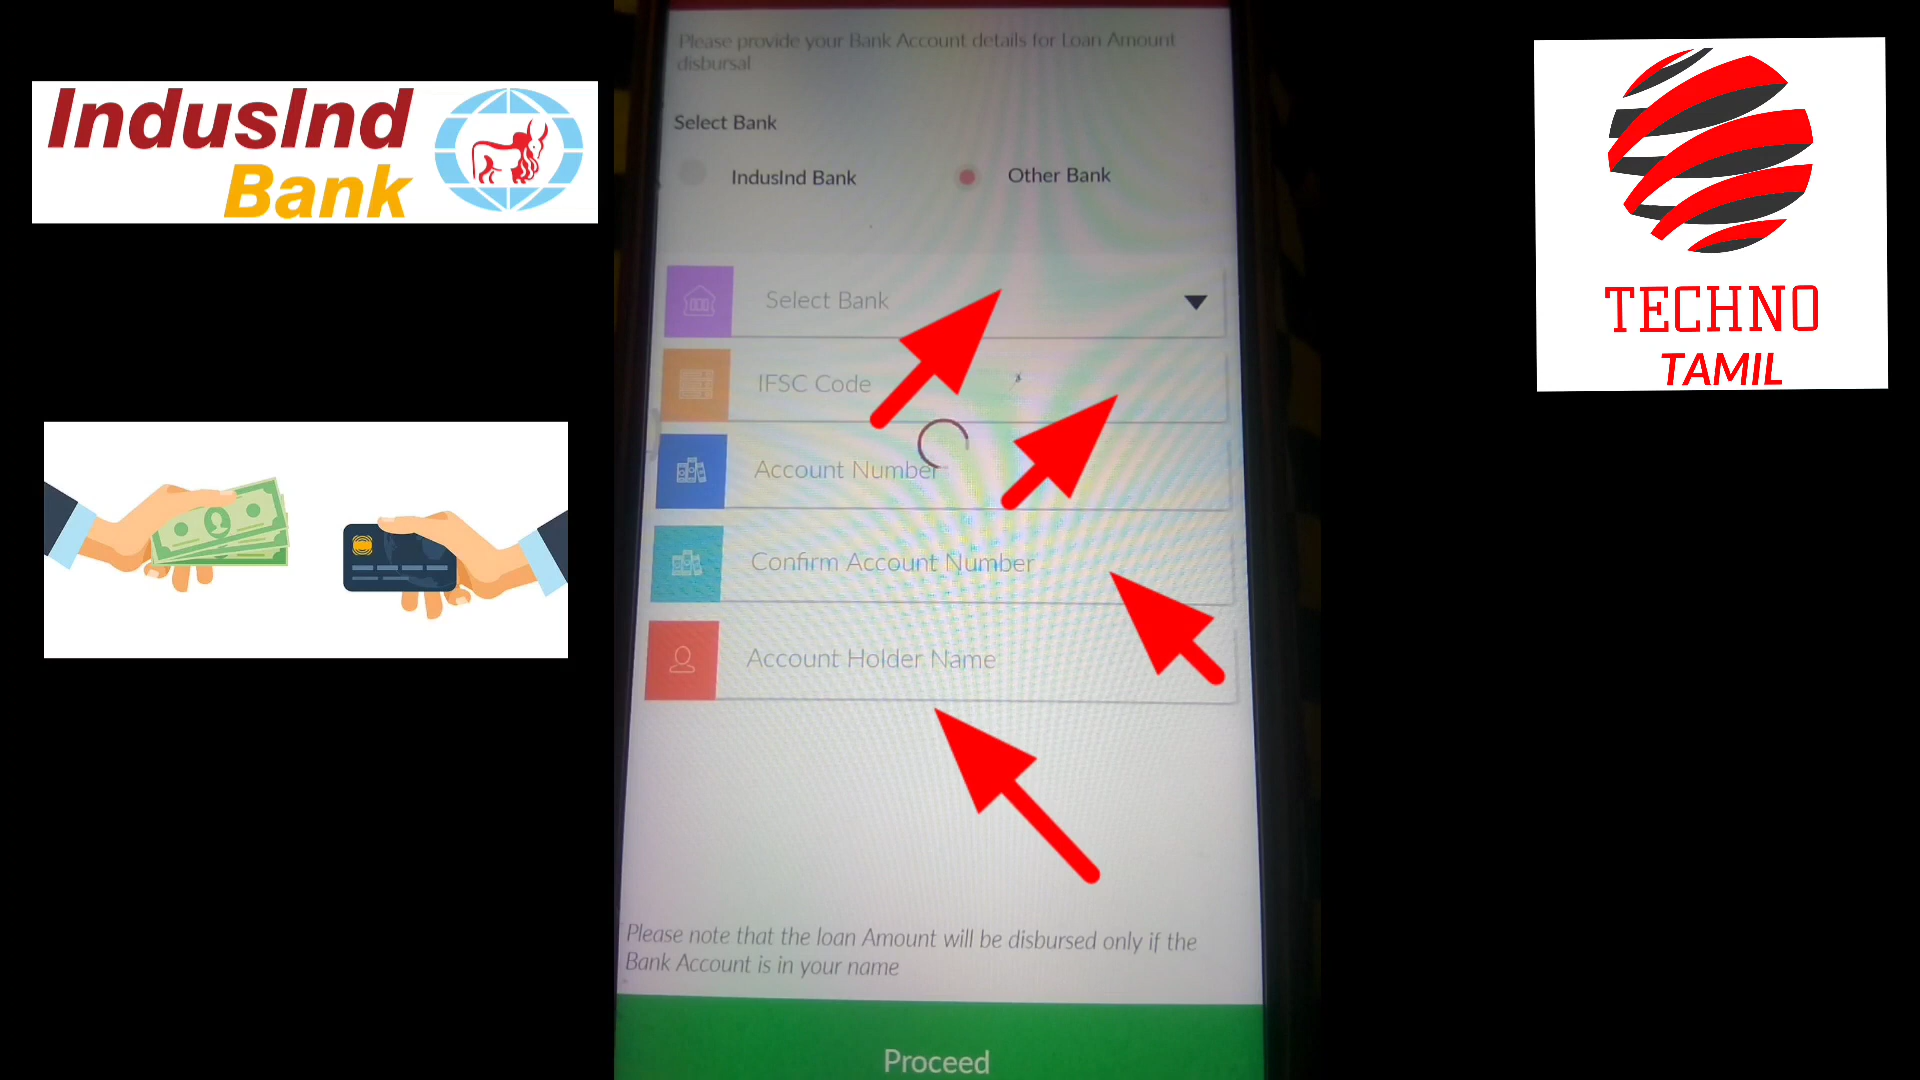 IndusInd
Bank
Please provide your Bank Account details for Loan Amount
disbursal
Select Bank
IndusInd Bank
Other Bank
Select Bank
IFSC Code
Account Number
Confirm Account Number
Account Holder Name
Please note that the loan Amount will be disbursed only if the
Bank Account is in your name
Proceed
TECHNO
TAMIL